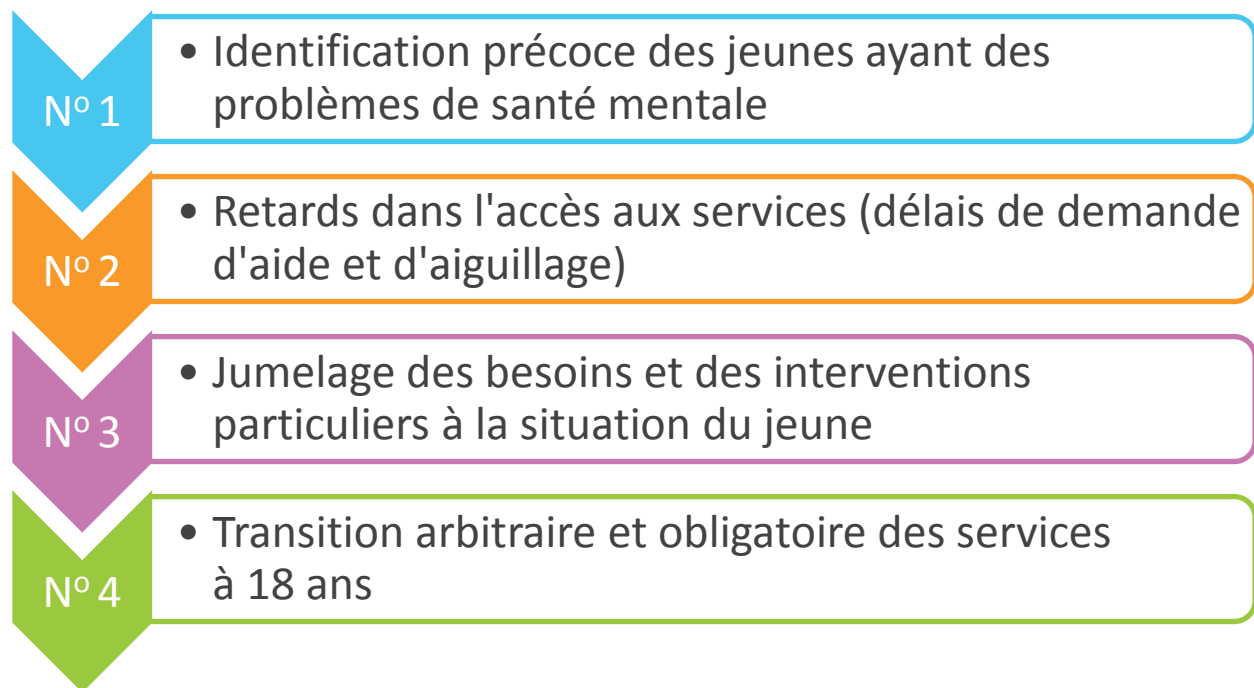 Nº 1
• Identification précoce des jeunes ayant des
problèmes de santé mentale
Nº 2
• Retards dans l'accès aux services (délais de demande
d'aide et d'aiguillage)
Nº 3
• Jumelage des besoins et des interventions
particuliers à la situation du jeune
Nº 4
• Transition arbitraire et obligatoire des services
à 18 ans